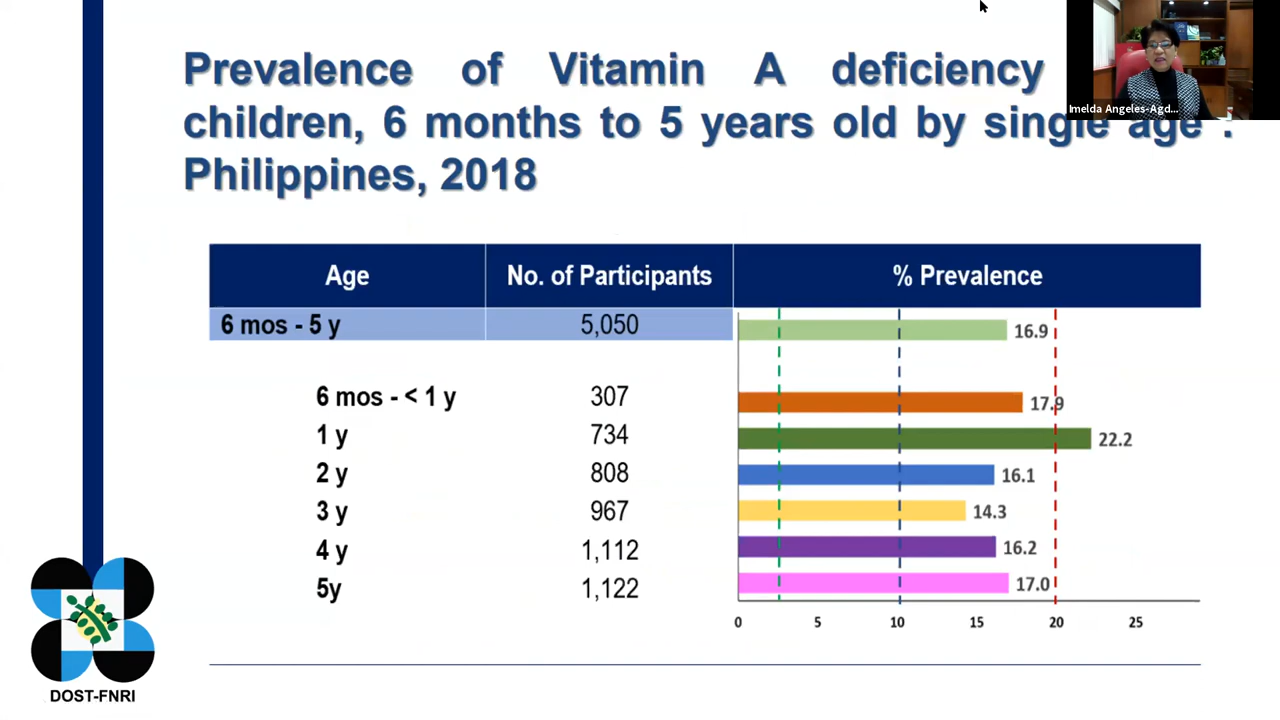 Prevalence of Vitamin A deficiency
children, 6 months to 5 years old by single age :
Philippines, 2018
Imelda Angeles-Agd...
Age No. of Participants % Prevalence
6 mos - 5 y 5,050 16.9
6 mos - < 1 y 307 17.9
1 y 734 22.2
2 y 808 16.1
3 y 967 14.3
4 y 1,112 16.2
5y 1,122 17.0
0 5 10 15 20 25
DOST-FNRI